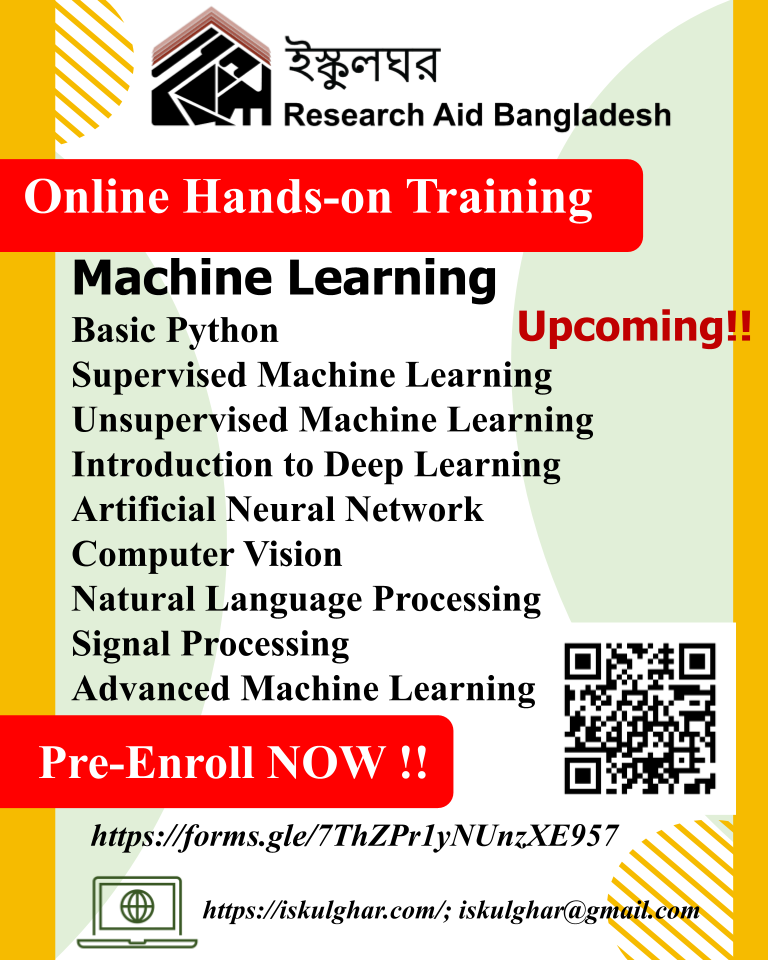 ইস্কুলঘর
Research Aid Bangladesh
Online Hands-on Training
Machine Learning
Upcoming!!
Basic Python
Supervised Machine Learning
Unsupervised Machine Learning
Introduction to Deep Learning
Artificial Neural Network
Computer Vision
Natural Language Processing
Signal Processing
Advanced Machine Learning
Pre-Enroll NOW !!
https://forms.gle/7ThZPr1yNUnzXE957
https://iskulghar.com/; iskulghar@gmail.com